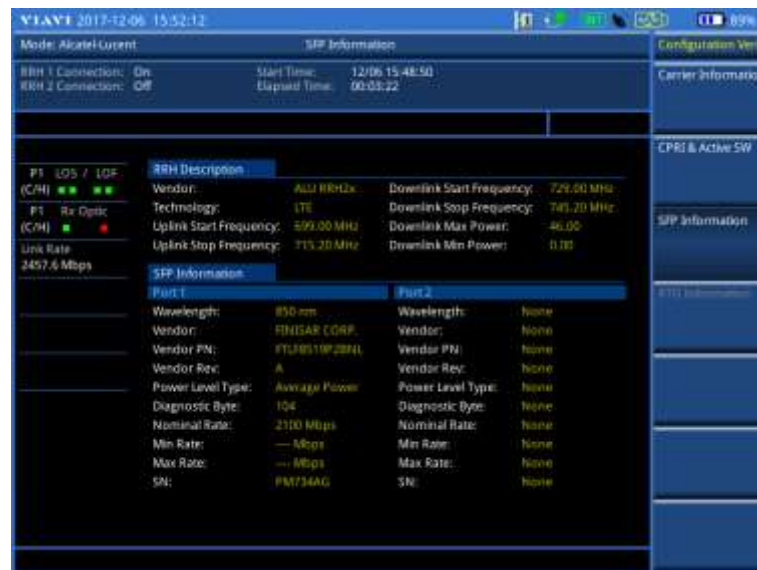 VIAVI 2017-12-06 15:52:12
89%
Mode: Alcatel-Lucent SFP Information
RRH 1 Connection: On Start Time: 12/06 15:48:50
RRH 2 Connection: Off Elapsed Time: 00:03:22
P1 LOS / LOF
(C/H)
P1 Rx Optic
(C/H)
Link Rate
2457.6 Mbps
RRH Description
Vendor: ALU RRH2x Downlink Start Frequency: 729.00 MHz
Technology: LTE Downlink Stop Frequency: 745.20 MHz
Uplink Start Frequency: 699.00 MHz Downlink Max Power: 46.00
Uplink Stop Frequency: 715.20 MHz Downlink Min Power: 0.00
SFP Information
Port 1 Port 2
Wavelength: 850 nm Wavelength: None
Vendor: FINISAR CORP. Vendor: None
Vendor PN: Vendor PN: None
Vendor Rev: A Vendor Rev: None
Power Level Type: Average Power Power Level Type: None
Diagnostic Byte: 104 Diagnostic Byte: None
Nominal Rate: 2100 Mbps Nominal Rate: None
Min Rate: --- Mbps Min Rate: None
Max Rate: --- Mbps Max Rate: None
SN: PM734AG SN: None
Configuration Ver
Carrier Informatio
CPRI & Active SW
SFP Information